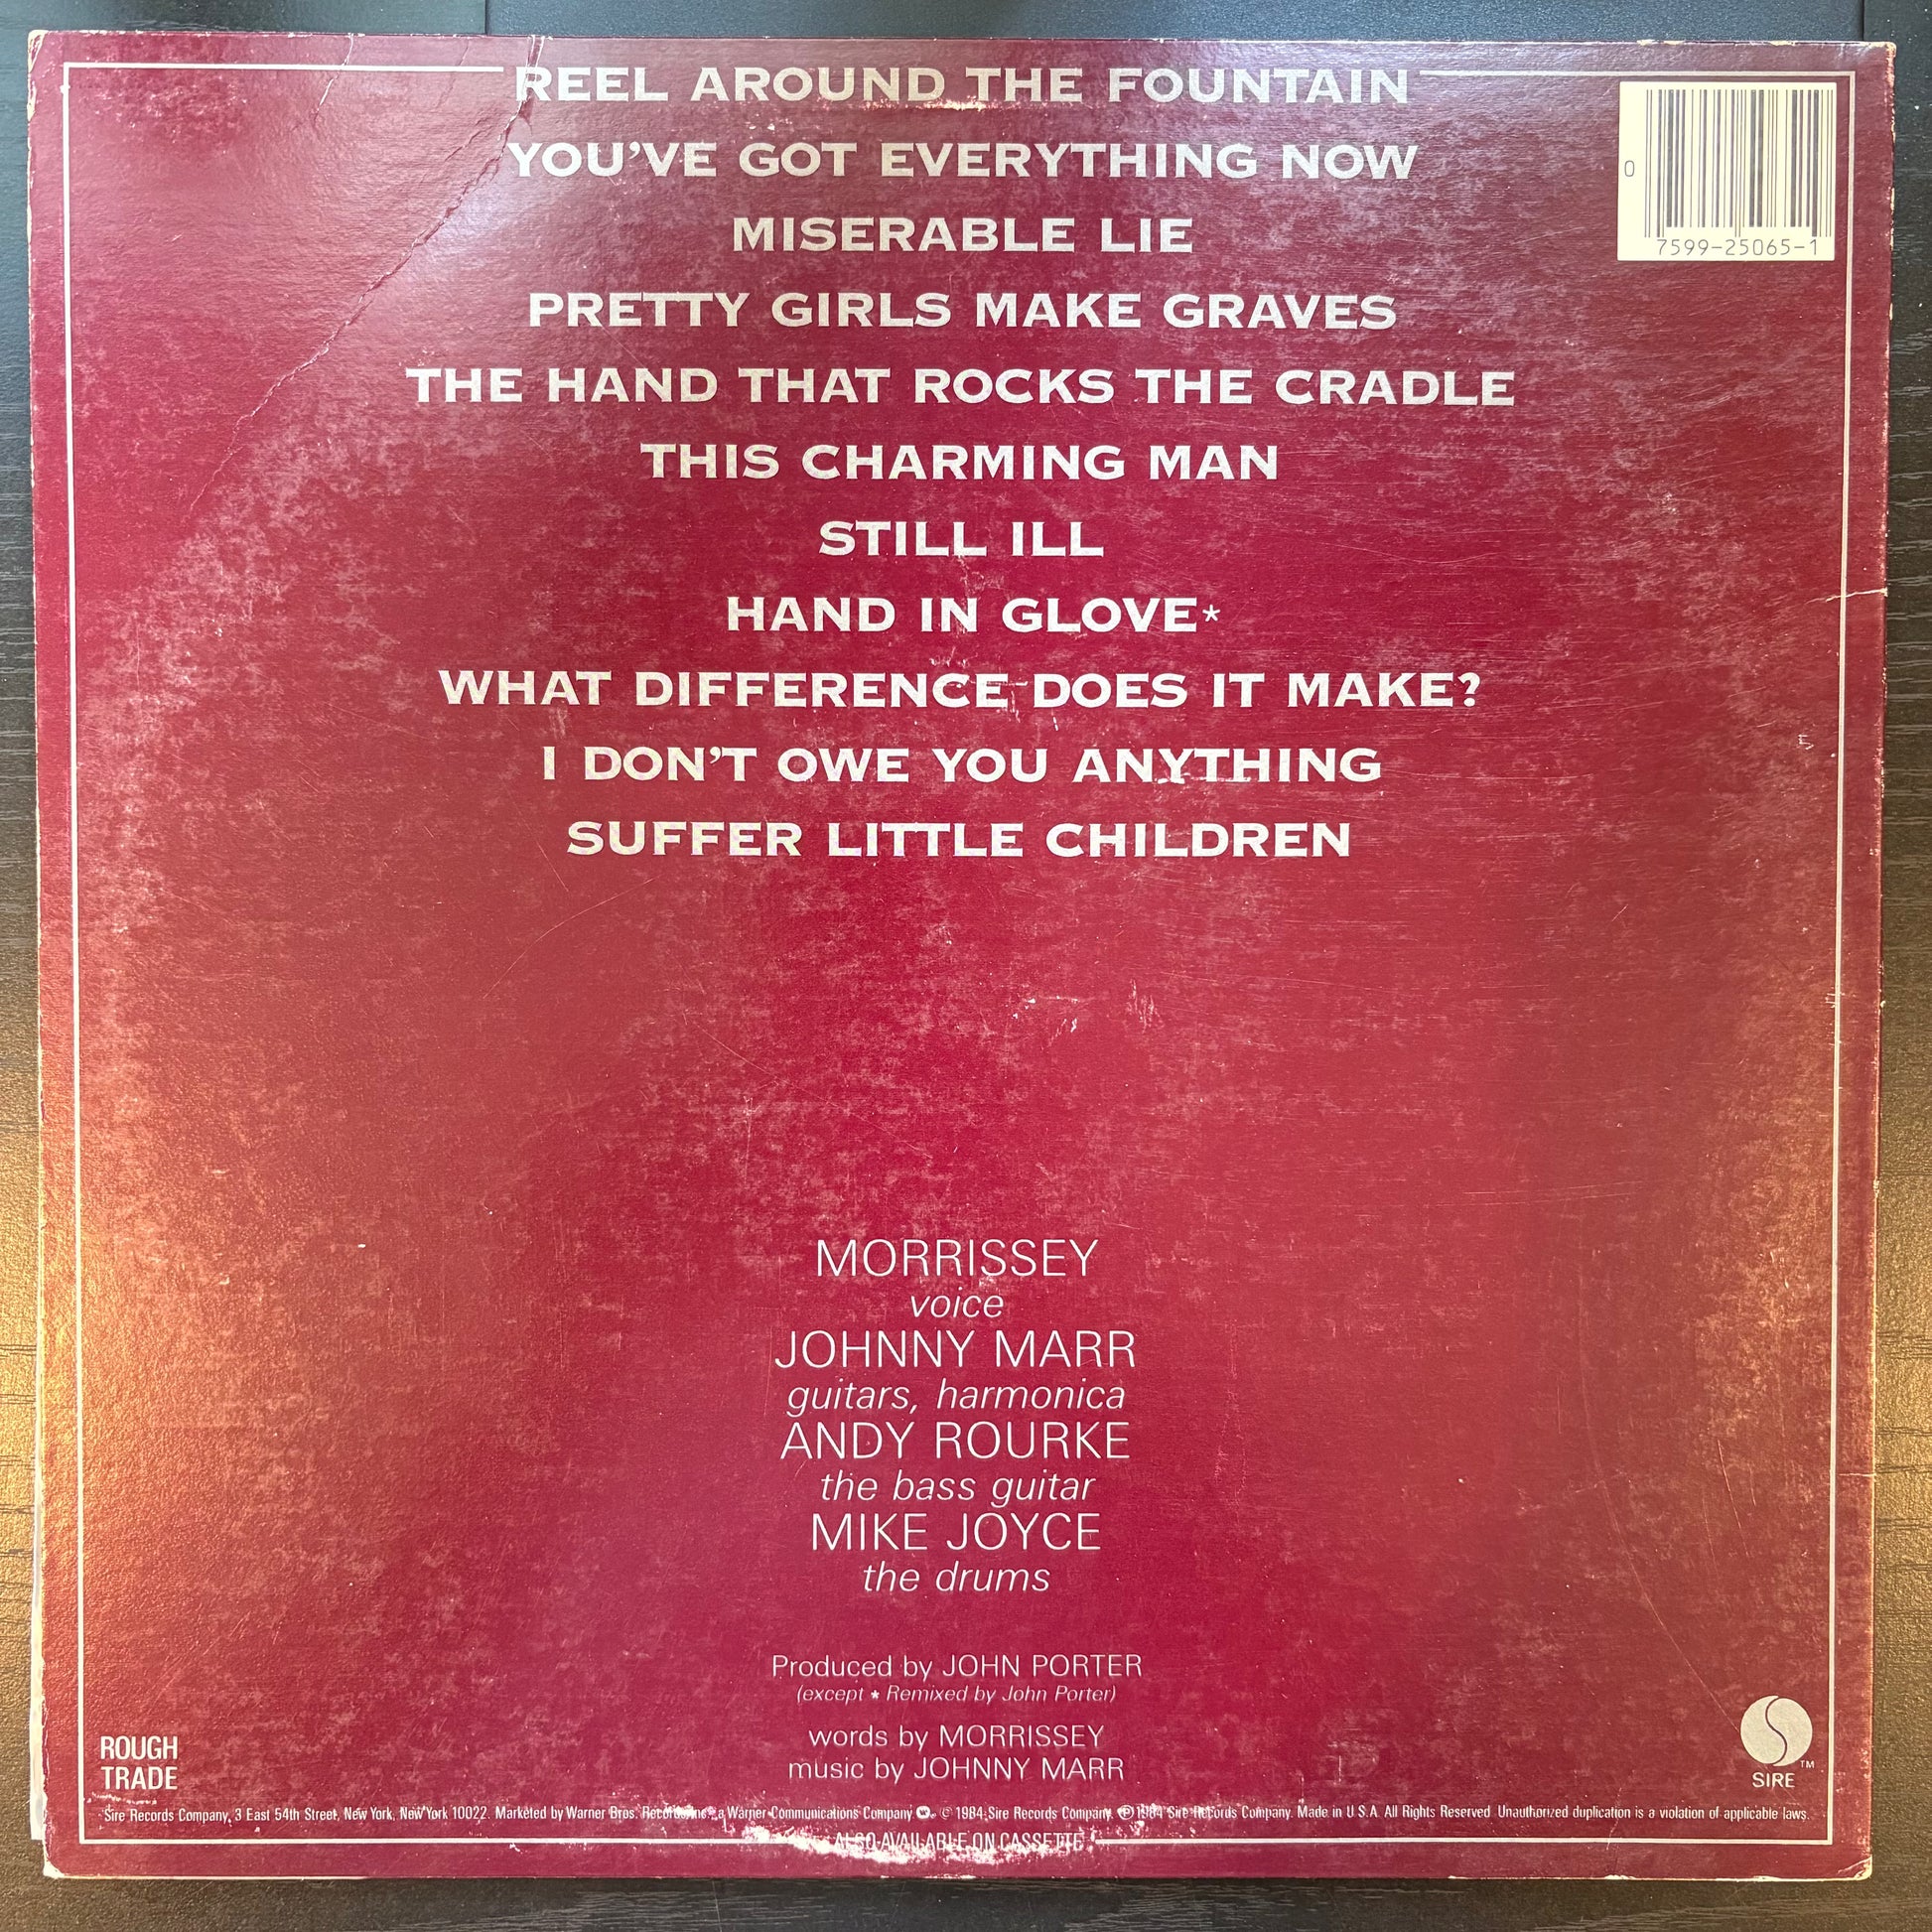 REEL AROUND THE FOUNTAIN
YOU'VE GOT EVERYTHING NOW
MISERABLE LIE
PRETTY GIRLS MAKE GRAVES
THE HAND THAT ROCKS THE CRADLE
THIS CHARMING MAN
STILL ILL
HAND IN GLOVE*
WHAT DIFFERENCE DOES IT MAKE?
I DON'T OWE YOU ANYTHING
SUFFER LITTLE CHILDREN
0
7599-25065-1
MORRISSEY
voice
JOHNNY MARR
guitars, harmonica
ANDY ROURKE
the bass guitar
MIKE JOYCE
the drums
Produced by JOHN PORTER
(except * Remixed by John Porter)
words by MORRISSEY
music by JOHNNY MARR
ROUGH
TRADE
SIRE™
Sire Records Company, 3 East 54th Street, New York, New York 10022. Marketed by Warner Bros. Records Inc., a Warner Communications Company. © 1984 Sire Records Company. ℗ 1984 Sire Records Company. Made in U.S.A. All Rights Reserved. Unauthorized duplication is a violation of applicable laws.
ALSO AVAILABLE ON CASSETTE